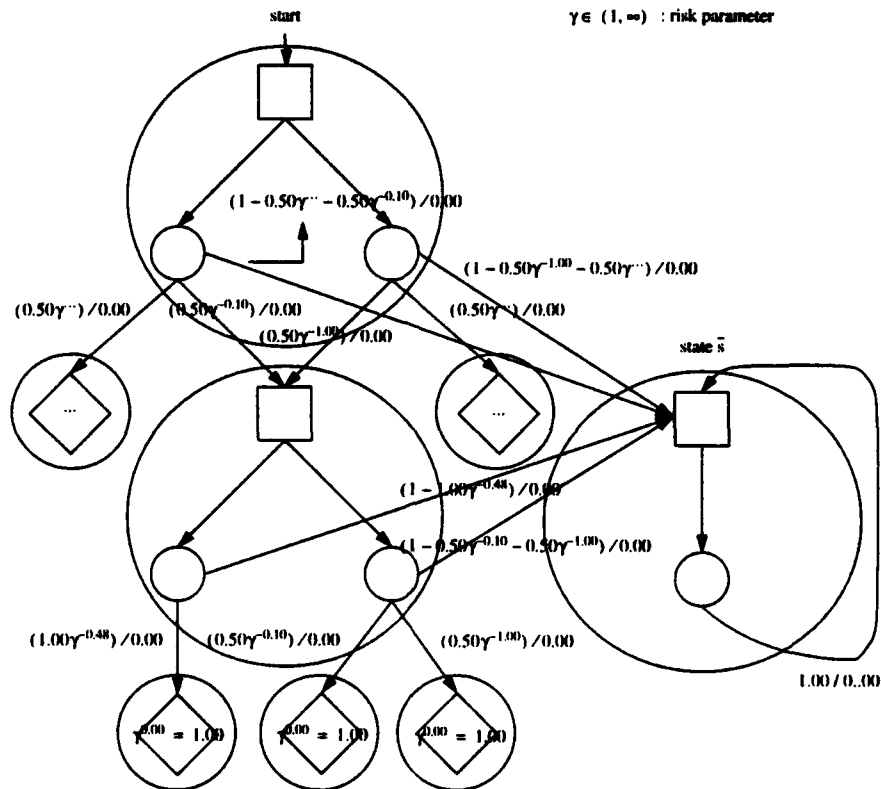 start
γ ∈ (1, ∞) : risk parameter
(1 − 0.50γ^... − 0.50γ^−0.10) / 0.00
(1 − 0.50γ^−1.00 − 0.50γ^...) / 0.00
(0.50γ^...) / 0.00
(0.50γ^−0.10) / 0.00
(0.50γ^−1.00) / 0.00
(0.50γ^...) / 0.00
state s̄
...
...
(1 − 1.00γ^−0.48) / 0.00
(1 − 0.50γ^−0.10 − 0.50γ^−1.00) / 0.00
(1.00γ^−0.48) / 0.00
(0.50γ^−0.10) / 0.00
(0.50γ^−1.00) / 0.00
1.00 / 0..00
γ^0.00 = 1.00
γ^0.00 = 1.00
γ^0.00 = 1.00